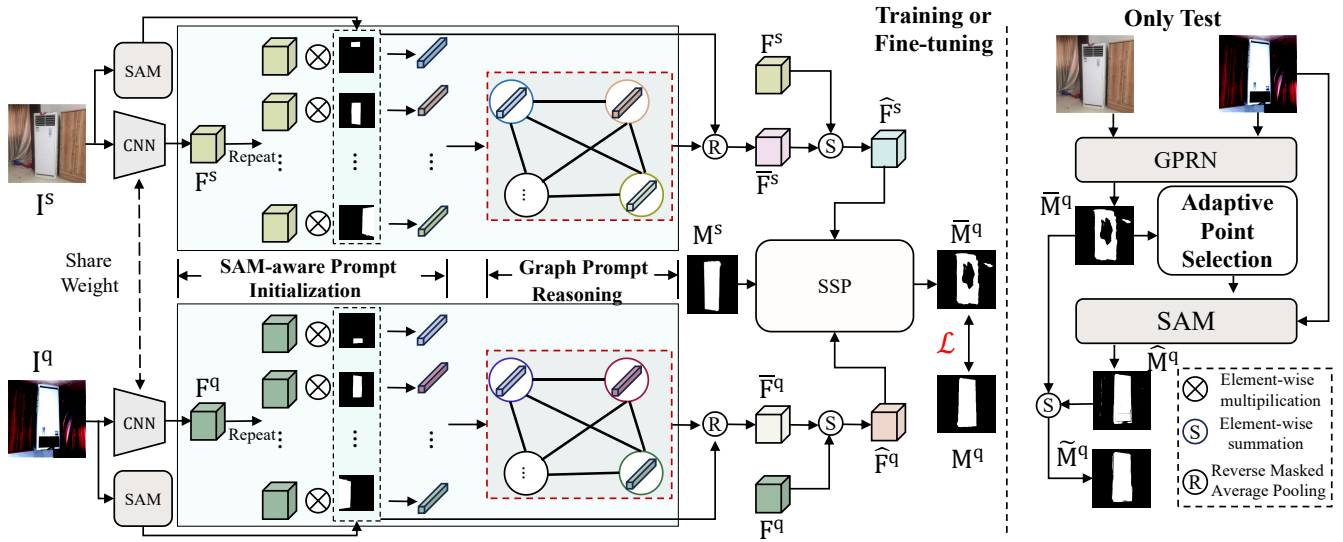 Training or
Fine-tuning
Only Test
SAM
CNN
I^s
F^s
Repeat
⋮
⋮
⋮
⋮
R
F^s
F̅^s
S
F̂^s
Share
Weight
SAM-aware Prompt
Initialization
Graph Prompt
Reasoning
M^s
SSP
M̅^q
ℒ
M^q
I^q
CNN
SAM
F^q
Repeat
⋮
⋮
⋮
⋮
R
F̅^q
S
F̂^q
F^q
GPRN
M̅^q
Adaptive
Point
Selection
SAM
M̂^q
S
M̃^q
Element-wise
multipilication
S
Element-wise
summation
R
Reverse Masked
Average Pooling